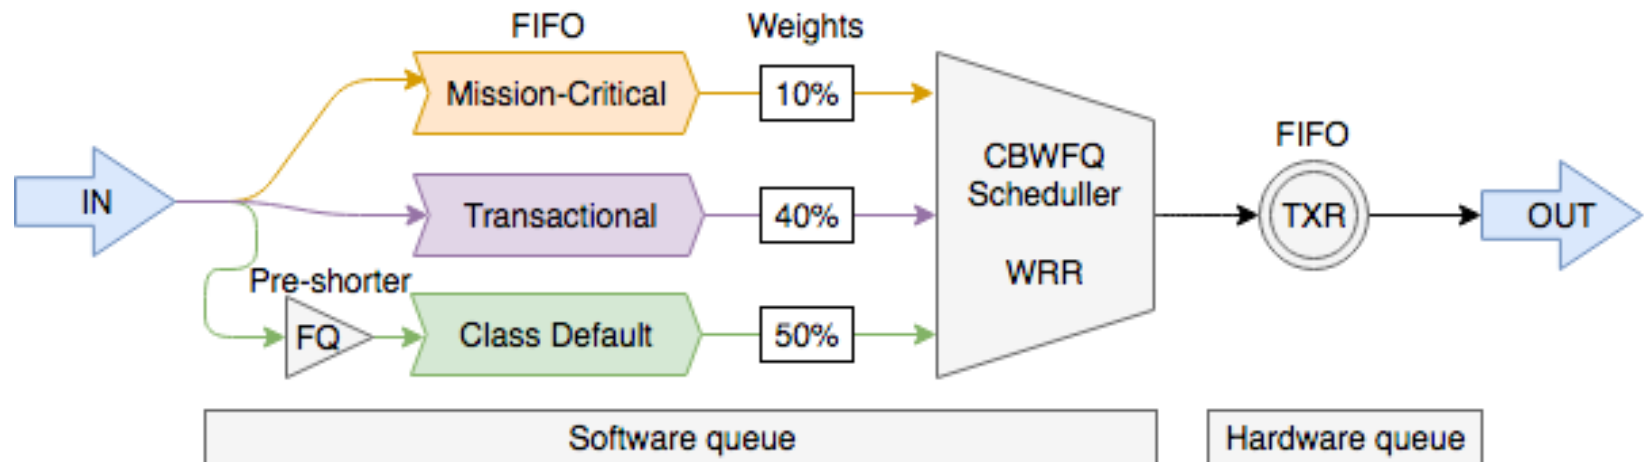 FIFO
Weights
Mission-Critical
10%
IN
Transactional
40%
Pre-shorter
FQ
Class Default
50%
CBWFQ
Scheduller
WRR
FIFO
TXR
OUT
Software queue
Hardware queue